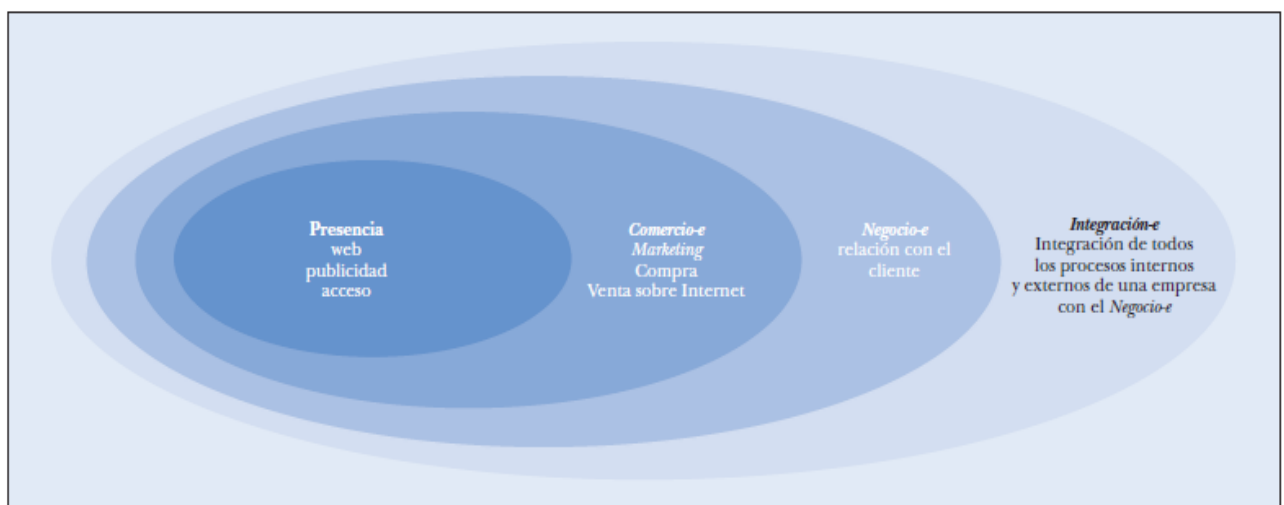 Presencia
web
publicidad
acceso
Comercio-e
Marketing
Compra
Venta sobre Internet
Negocio-e
relación con el
cliente
Integración-e
Integración de todos
los procesos internos
y externos de una empresa
con el Negocio-e